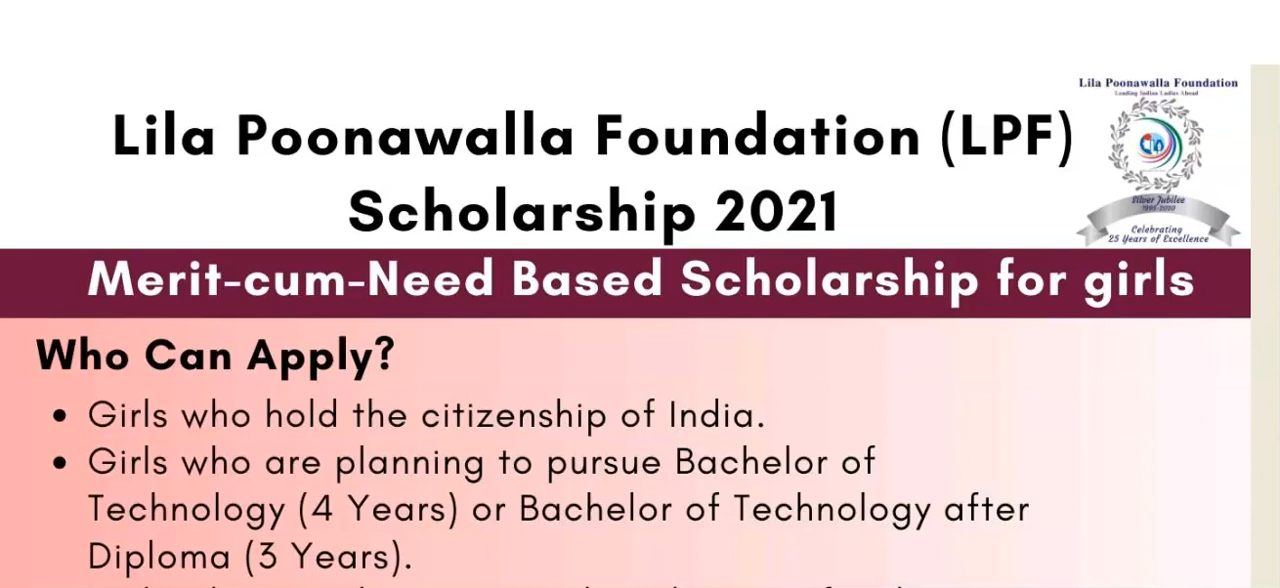 Lila Poonawalla Foundation
Leading Indian Ladies Ahead
Lila Poonawalla Foundation (LPF)
Scholarship 2021
Silver Jubilee
1995-2020
Celebrating
25 Years of Excellence
Merit-cum-Need Based Scholarship for girls
Who Can Apply?
• Girls who hold the citizenship of India.
• Girls who are planning to pursue Bachelor of
Technology (4 Years) or Bachelor of Technology after
Diploma (3 Years).